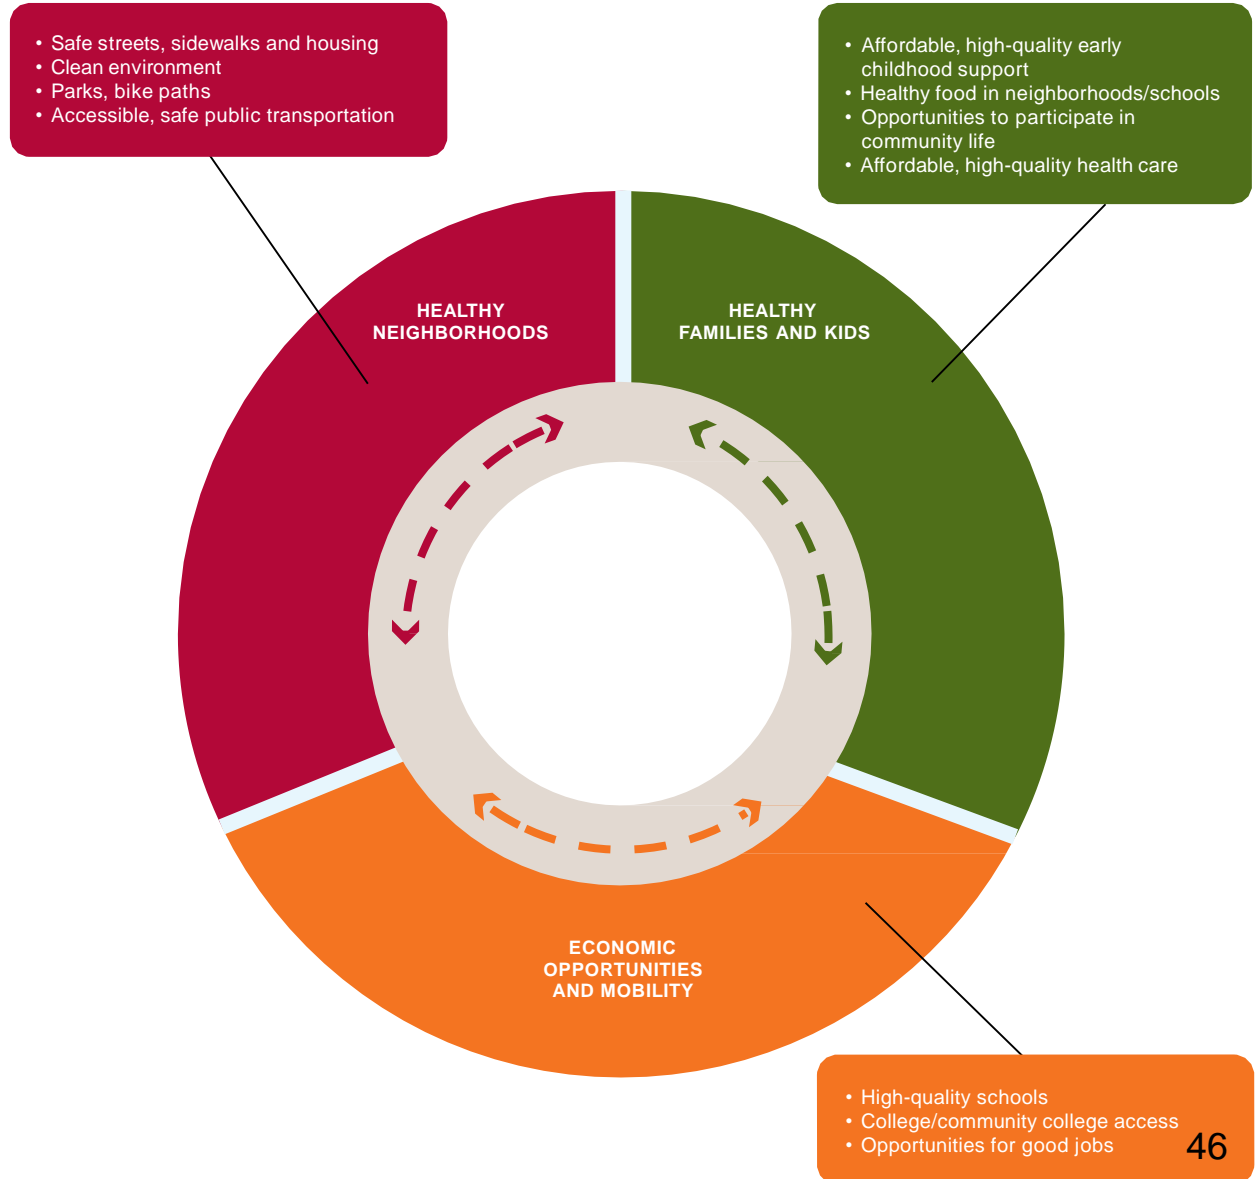 • Safe streets, sidewalks and housing
• Clean environment
• Parks, bike paths
• Accessible, safe public transportation
• Affordable, high-quality early
childhood support
• Healthy food in neighborhoods/schools
• Opportunities to participate in
community life
• Affordable, high-quality health care
HEALTHY
NEIGHBORHOODS
HEALTHY
FAMILIES AND KIDS
ECONOMIC
OPPORTUNITIES
AND MOBILITY
• High-quality schools
• College/community college access
• Opportunities for good jobs
46